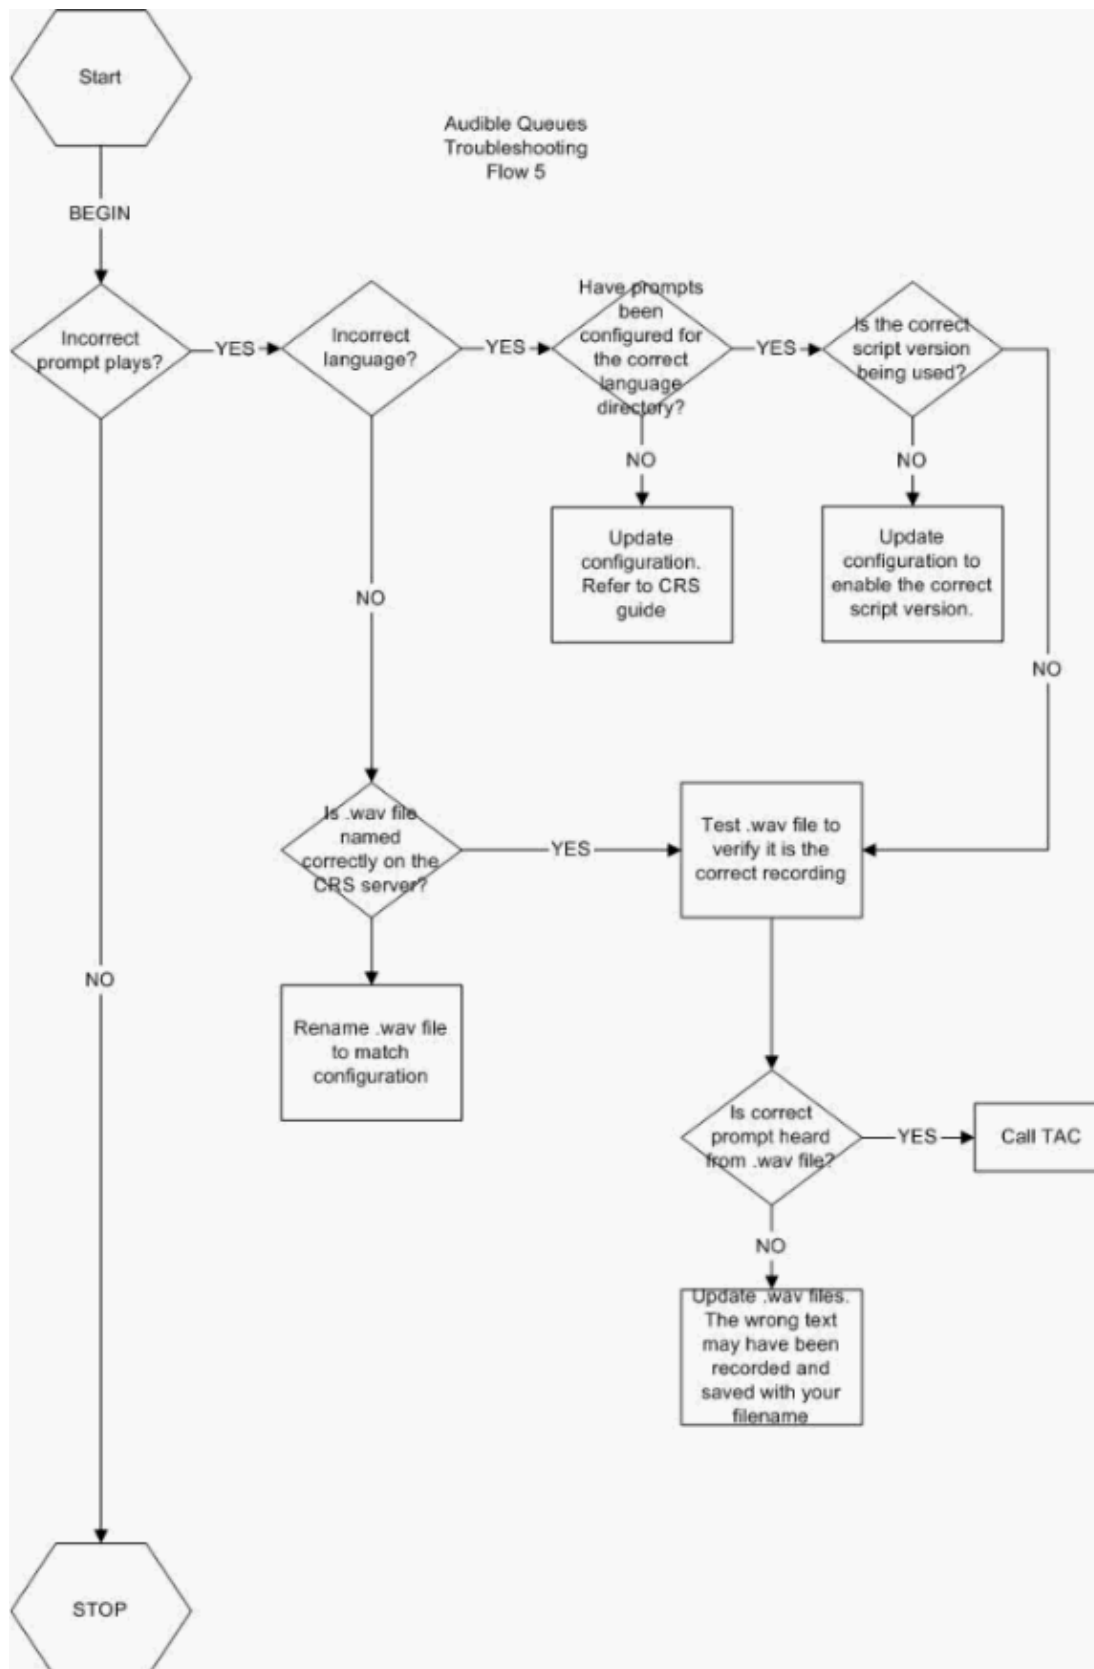 Start
Audible Queues
Troubleshooting
Flow 5
BEGIN
Incorrect
prompt plays?
YES
Incorrect
language?
YES
Have prompts
been
configured for
the correct
language
directory?
YES
Is the correct
script version
being used?
NO
NO
Update
configuration.
Refer to CRS
guide
Update
configuration to
enable the correct
script version.
NO
NO
Is .wav file
named
correctly on the
CRS server?
YES
Test .wav file to
verify it is the
correct recording
NO
Rename .wav file
to match
configuration
Is correct
prompt heard
from .wav file?
YES
Call TAC
NO
Update .wav files.
The wrong text
may have been
recorded and
saved with your
filename
STOP